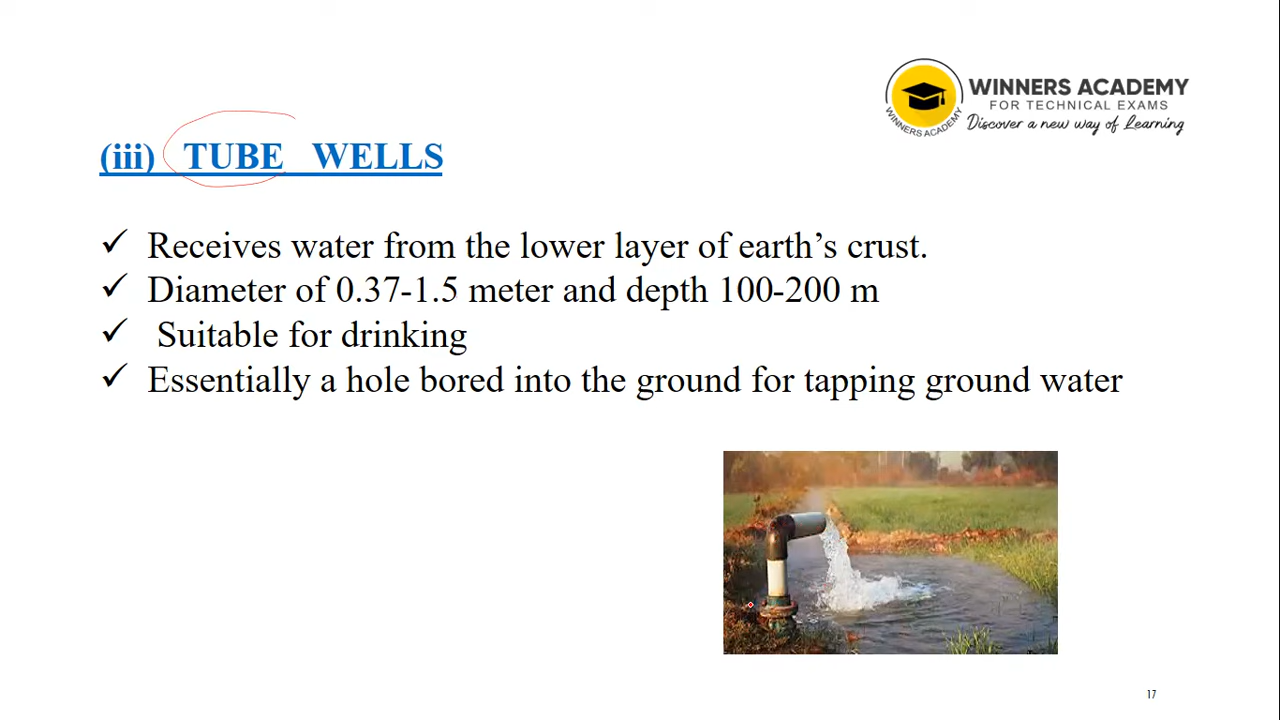 WINNERS ACADEMY
FOR TECHNICAL EXAMS
Discover a new way of Learning
WINNERS ACADEMY
(iii) TUBE WELLS
✓ Receives water from the lower layer of earth’s crust.
✓ Diameter of 0.37-1.5 meter and depth 100-200 m
✓ Suitable for drinking
✓ Essentially a hole bored into the ground for tapping ground water
17